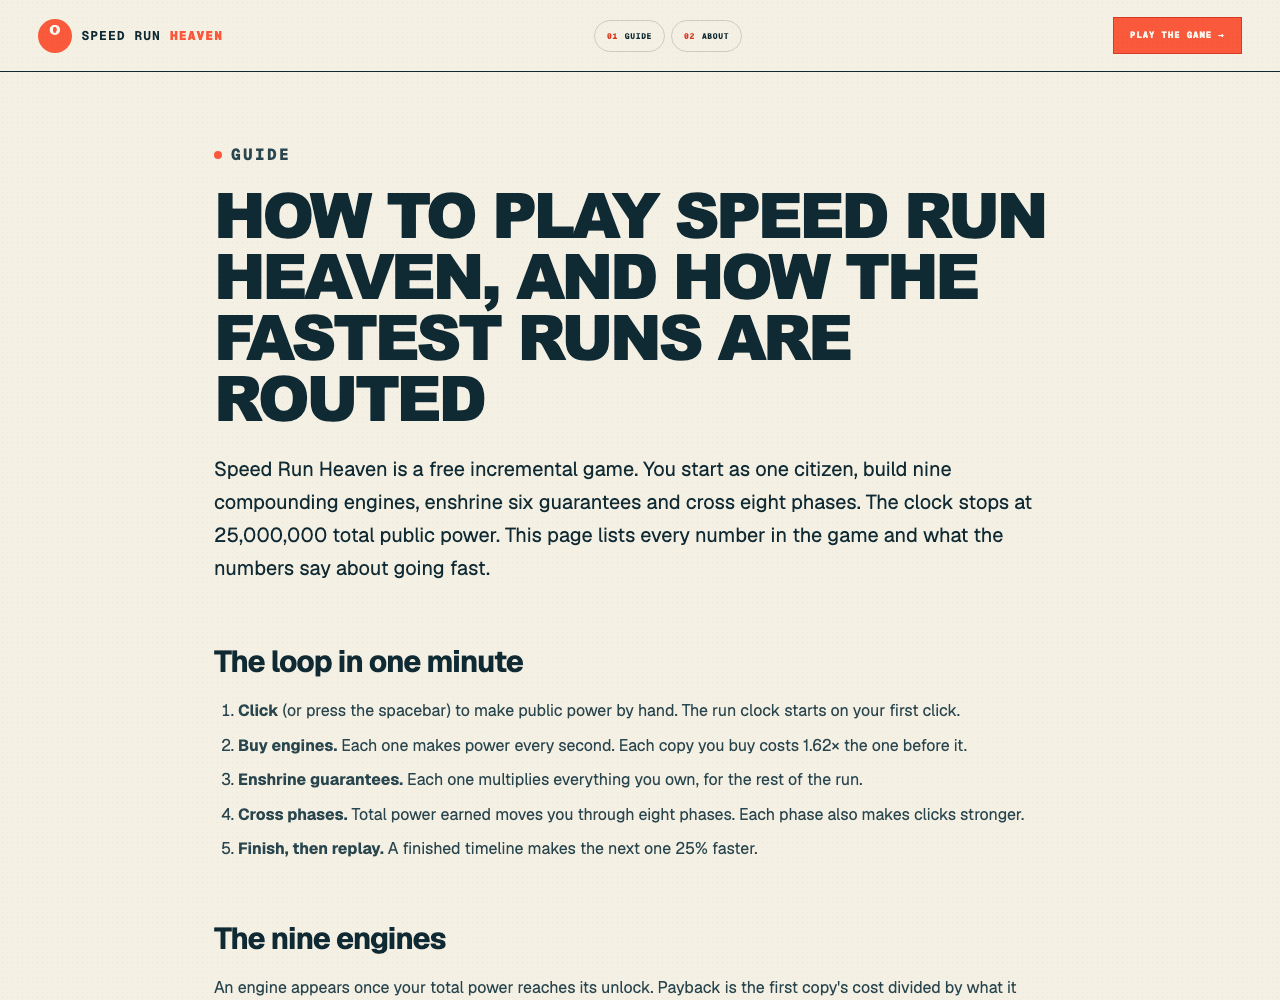 O SPEED RUN HEAVEN
01 GUIDE 02 ABOUT
PLAY THE GAME →
GUIDE
HOW TO PLAY SPEED RUN
HEAVEN, AND HOW THE
FASTEST RUNS ARE
ROUTED
Speed Run Heaven is a free incremental game. You start as one citizen, build nine
compounding engines, enshrine six guarantees and cross eight phases. The clock stops at
25,000,000 total public power. This page lists every number in the game and what the
numbers say about going fast.
The loop in one minute
1. Click (or press the spacebar) to make public power by hand. The run clock starts on your first click.
2. Buy engines. Each one makes power every second. Each copy you buy costs 1.62× the one before it.
3. Enshrine guarantees. Each one multiplies everything you own, for the rest of the run.
4. Cross phases. Total power earned moves you through eight phases. Each phase also makes clicks stronger.
5. Finish, then replay. A finished timeline makes the next one 25% faster.
The nine engines
An engine appears once your total power reaches its unlock. Payback is the first copy's cost divided by what it